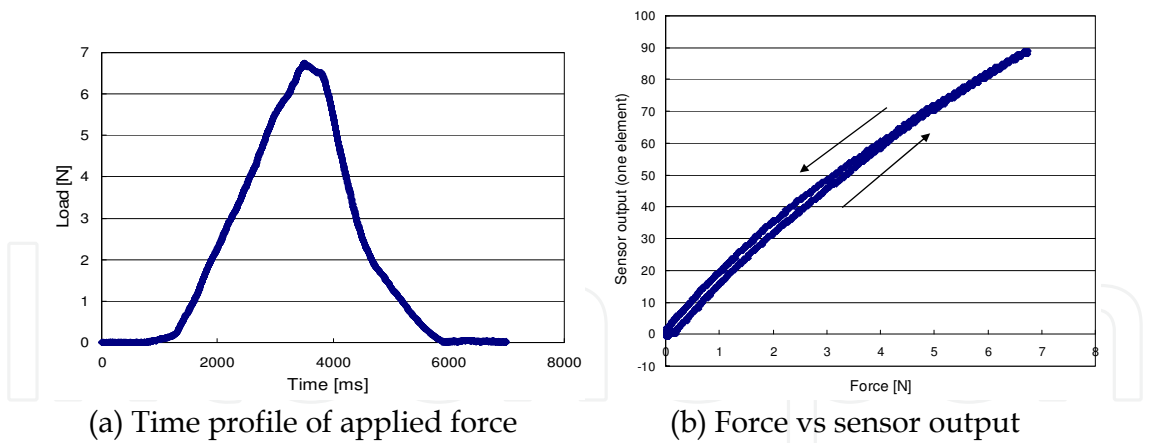 7
6
5
4
3
2
1
0
0 2000 4000 6000 8000
Load [N]
Time [ms]
(a) Time profile of applied force
100
90
80
70
60
50
40
30
20
10
0
-10
0 1 2 3 4 5 6 7 8
Sensor output (one element)
Force [N]
(b) Force vs sensor output